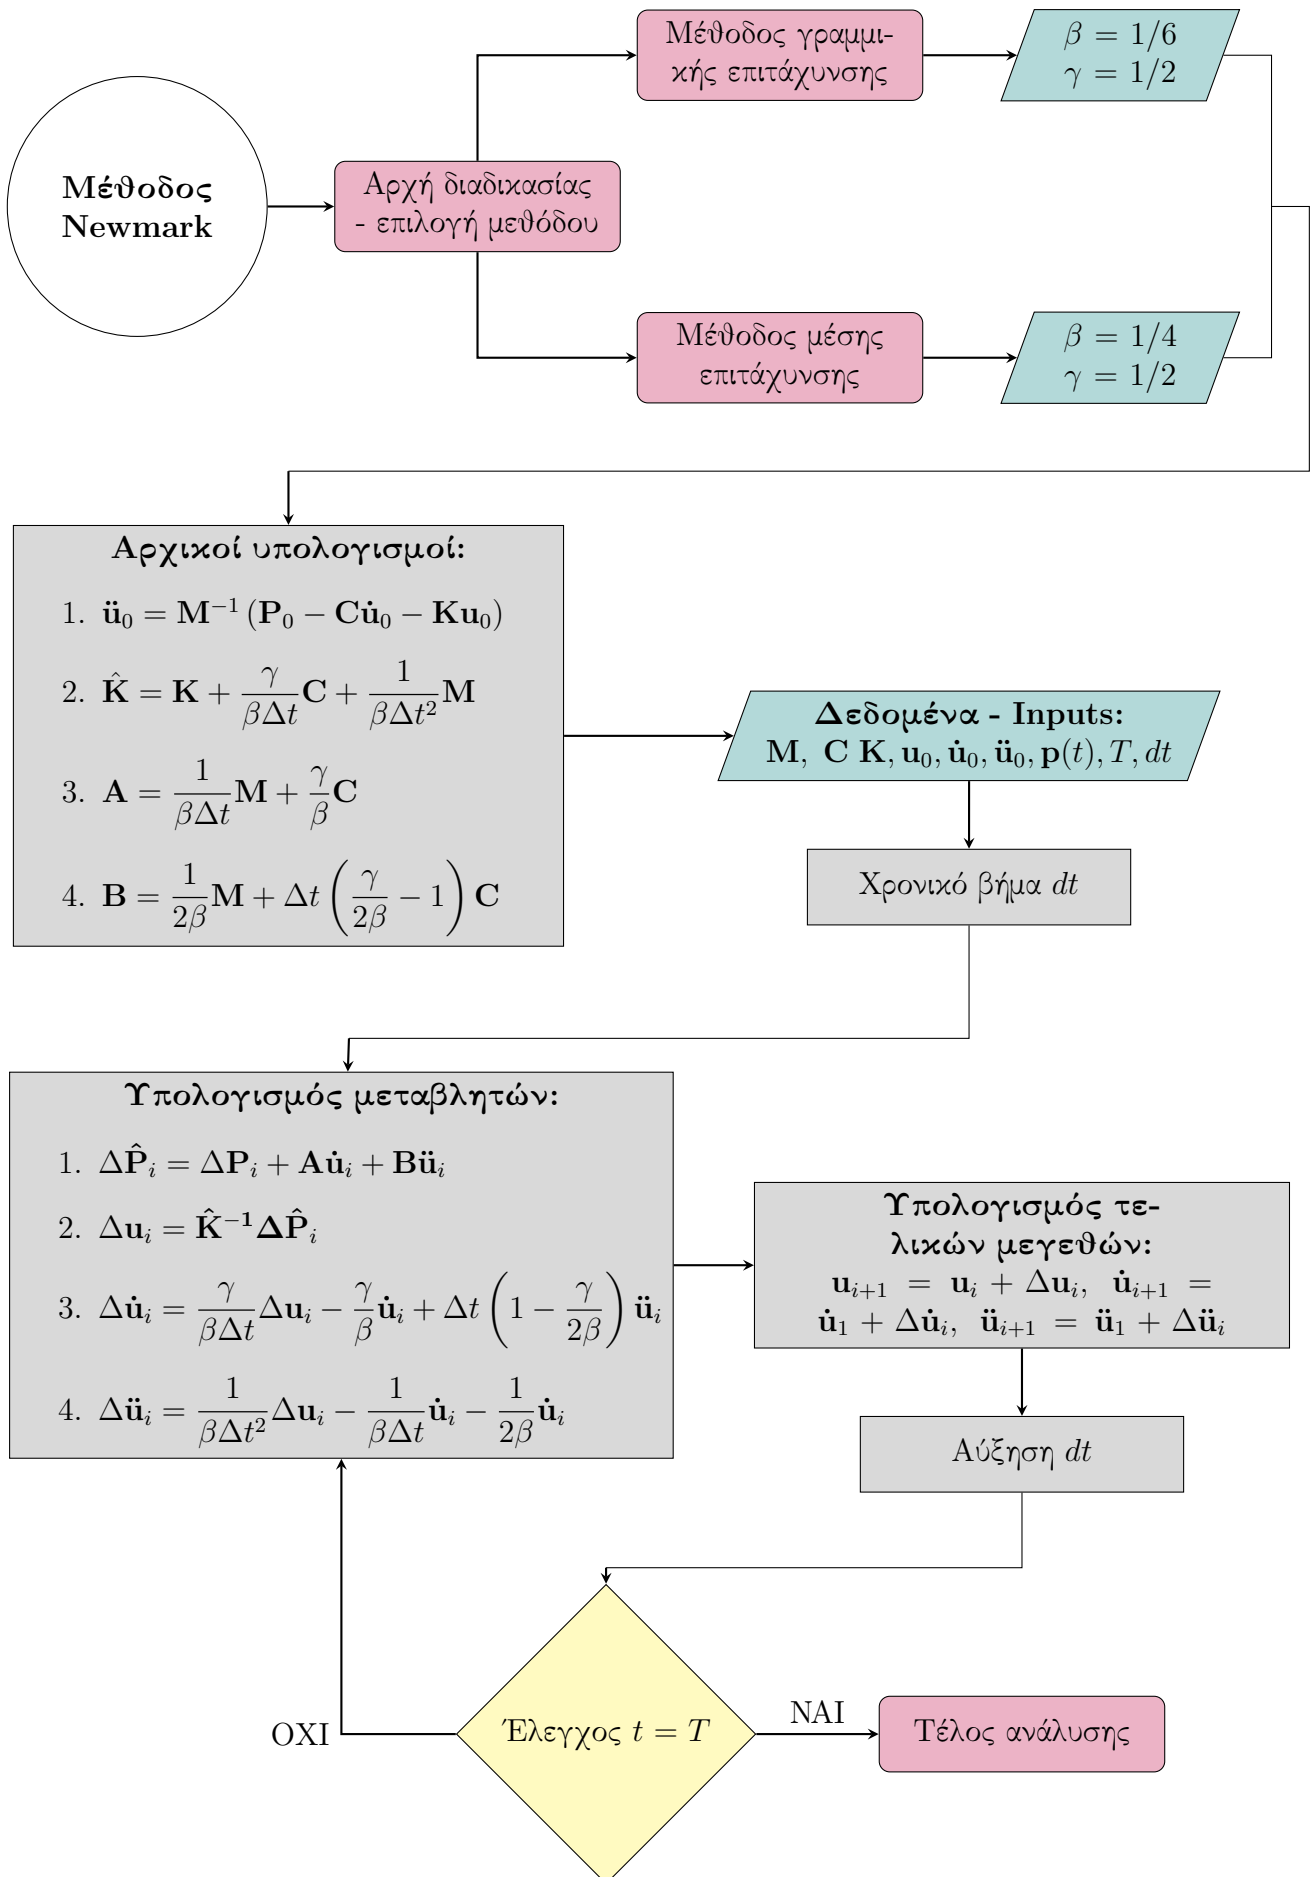 Μέθοδος
Newmark
Αρχή διαδικασίας
- επιλογή μεθόδου
Μέθοδος γραμμι-
κής επιτάχυνσης
β = 1/6
γ = 1/2
Μέθοδος μέσης
επιτάχυνσης
β = 1/4
γ = 1/2
Αρχικοί υπολογισμοί:
1. ü₀ = M⁻¹ (P₀ − Cu̇₀ − Ku₀)
2. K̂ = K + γ/(βΔt) C + 1/(βΔt²) M
3. A = 1/(βΔt) M + γ/β C
4. B = 1/(2β) M + Δt (γ/(2β) − 1) C
Δεδομένα - Inputs:
M, C K, u₀, u̇₀, ü₀, p(t), T, dt
Χρονικό βήμα dt
Υπολογισμός μεταβλητών:
1. ΔP̂ᵢ = ΔPᵢ + Au̇ᵢ + Büᵢ
2. Δuᵢ = K̂⁻¹ΔP̂ᵢ
3. Δu̇ᵢ = γ/(βΔt) Δuᵢ − γ/β u̇ᵢ + Δt (1 − γ/(2β)) üᵢ
4. Δüᵢ = 1/(βΔt²) Δuᵢ − 1/(βΔt) u̇ᵢ − 1/(2β) u̇ᵢ
Υπολογισμός τε-
λικών μεγεθών:
uᵢ₊₁ = uᵢ + Δuᵢ, u̇ᵢ₊₁ =
u̇₁ + Δu̇ᵢ, üᵢ₊₁ = ü₁ + Δüᵢ
Αύξηση dt
Έλεγχος t = T
ΟΧΙ
ΝΑΙ
Τέλος ανάλυσης